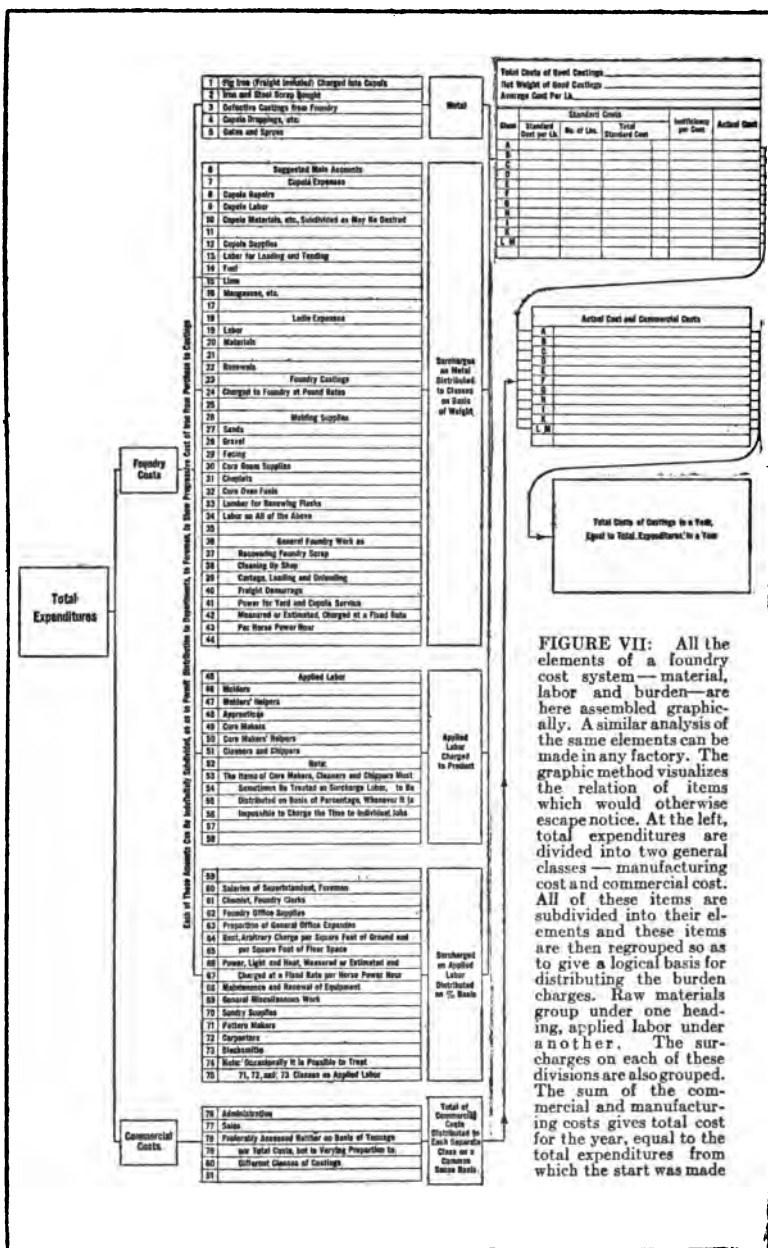 Total
Expenditures
Foundry
Costs
Commercial
Costs
Each of These Accounts Can Be Indefinitely Subdivided, so as to Permit Distribution to Departments, to Foremen, to Show Progressive Cost of Iron from Purchase to Castings
1 Pig Iron (Freight Included) Charged into Cupola
2 Iron and Steel Scrap Bought
3 Defective Castings from Foundry
4 Cupola Droppings, etc.
5 Gates and Sprues
Metal
6 Suggested Main Accounts
7 Cupola Expenses
8 Cupola Repairs
9 Cupola Labor
10 Cupola Materials, etc., Subdivided as May Be Desired
11
12 Cupola Supplies
13 Labor for Loading and Tending
14 Fuel
15 Lime
16 Manganese, etc.
17
18 Ladle Expenses
19 Labor
20 Materials
21
22 Renewals
23 Foundry Castings
24 Charged to Foundry at Pound Rates
25
26 Molding Supplies
27 Sands
28 Gravel
29 Facing
30 Core Room Supplies
31 Chaplets
32 Core Oven Fuels
33 Lumber for Renewing Flasks
34 Labor on All of the Above
35
36 General Foundry Work as
37 Recovering Foundry Scrap
38 Cleaning Up Shop
39 Cartage, Loading and Unloading
40 Freight Demurrage
41 Power for Yard and Cupola Service
42 Measured or Estimated, Charged at a Fixed Rate
43 Per Horse Power Hour
44
Surcharges
on Metal
Distributed
to Classes
on Basis
of Weight
45 Applied Labor
46 Molders
47 Molders' Helpers
48 Apprentices
49 Core Makers
50 Core Makers' Helpers
51 Cleaners and Chippers
52 Note:
53 The Items of Core Makers, Cleaners and Chippers Must
54 Sometimes Be Treated as Surcharge Labor, to Be
55 Distributed on Basis of Percentage, Whenever It Is
56 Impossible to Charge the Time to Individual Jobs
57
58
Applied
Labor
Charged
to Product
59
60 Salaries of Superintendent, Foremen
61 Chemist, Foundry Clerks
62 Foundry Office Supplies
63 Proportion of General Office Expenses
64 Rent, Arbitrary Charge per Square Foot of Ground and
65 per Square Foot of Floor Space
66 Power, Light and Heat, Measured or Estimated and
67 Charged at a Fixed Rate per Horse Power Hour
68 Maintenance and Renewal of Equipment
69 General Miscellaneous Work
70 Sundry Supplies
71 Pattern Makers
72 Carpenters
73 Blacksmiths
74 Note: Occasionally It is Possible to Treat
75 71, 72, and 73 Classes as Applied Labor
Surcharged
on Applied
Labor
Distributed
on % Basis
76 Administration
77 Sales
78 Preferably Assessed Neither on Basis of Tonnage
79 nor Total Costs, but in Varying Proportion to
80 Different Classes of Castings
81
Total of
Commercial
Costs
Distributed to
Each Separate
Class on a
Common
Sense Basis
Total Costs of Good Castings
Net Weight of Good Castings
Average Cost Per Lb.
Standard Costs
Class Standard Cost per Lb. No. of Lbs. Total Standard Cost Inefficiency per Cent Actual Cost
A
B
C
D
E
F
G
H
I
K
L M
Actual Cost and Commercial Costs
A
B
C
D
E
F
G
H
I
K
L M
Total Costs of Castings in a Year,
Equal to Total Expenditures in a Year
FIGURE VII: All the
elements of a foundry
cost system—material,
labor and burden—are
here assembled graphic-
ally. A similar analysis of
the same elements can be
made in any factory. The
graphic method visualizes
the relation of items
which would otherwise
escape notice. At the left,
total expenditures are
divided into two general
classes — manufacturing
cost and commercial cost.
All of these items are
subdivided into their el-
ements and these items
are then regrouped so as
to give a logical basis for
distributing the burden
charges. Raw materials
group under one head-
ing, applied labor under
another. The sur-
charges on each of these
divisions are also grouped.
The sum of the com-
mercial and manufactur-
ing costs gives total cost
for the year, equal to the
total expenditures from
which the start was made